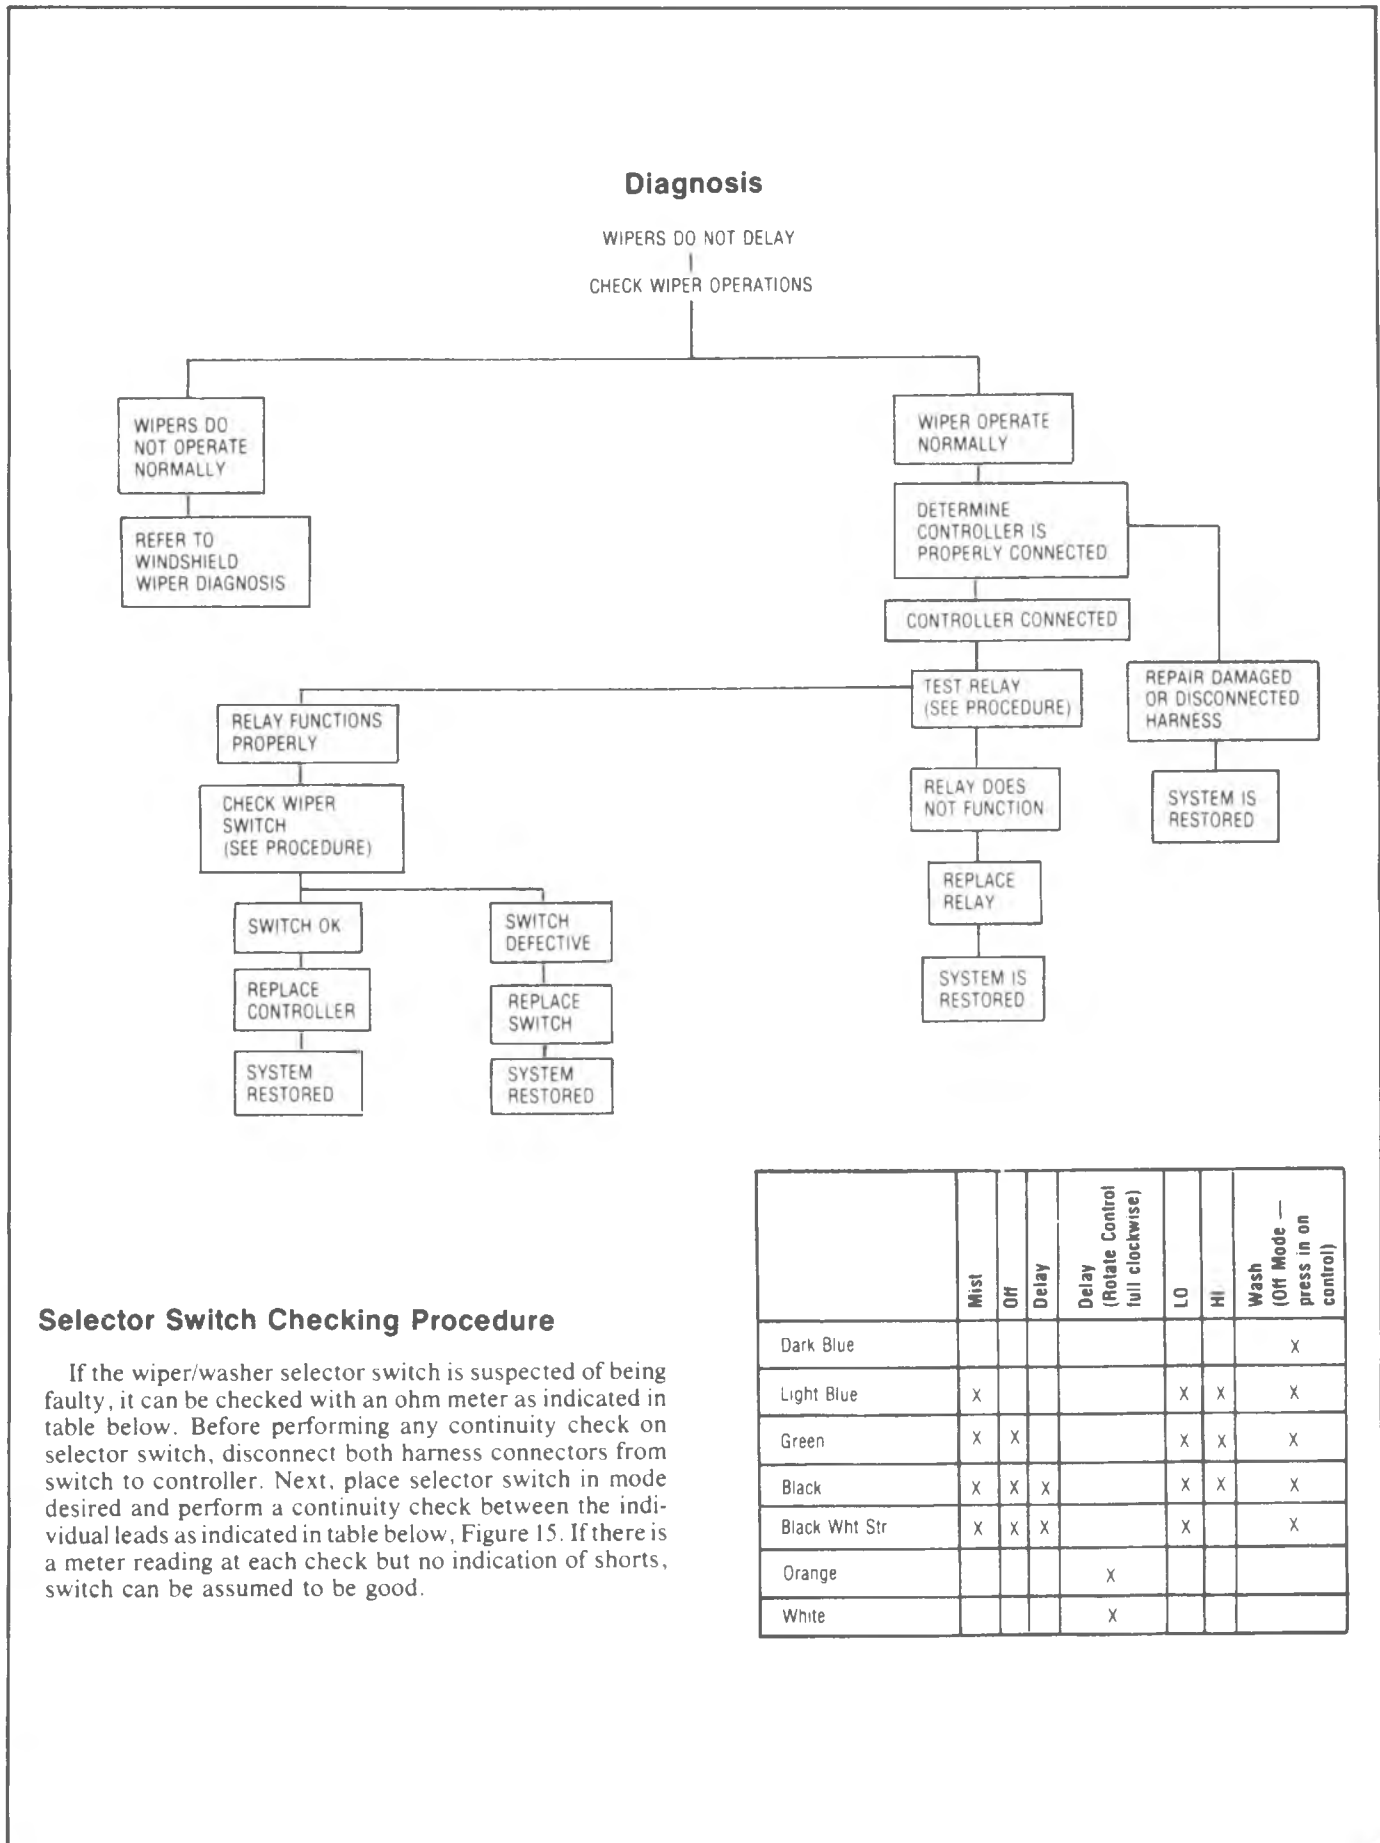 Diagnosis
WIPERS DO NOT DELAY
CHECK WIPER OPERATIONS
WIPERS DO
NOT OPERATE
NORMALLY
REFER TO
WINDSHIELD
WIPER DIAGNOSIS
WIPER OPERATE
NORMALLY
DETERMINE
CONTROLLER IS
PROPERLY CONNECTED
CONTROLLER CONNECTED
TEST RELAY
(SEE PROCEDURE)
REPAIR DAMAGED
OR DISCONNECTED
HARNESS
SYSTEM IS
RESTORED
RELAY FUNCTIONS
PROPERLY
CHECK WIPER
SWITCH
(SEE PROCEDURE)
RELAY DOES
NOT FUNCTION
REPLACE
RELAY
SYSTEM IS
RESTORED
SWITCH OK
REPLACE
CONTROLLER
SYSTEM
RESTORED
SWITCH
DEFECTIVE
REPLACE
SWITCH
SYSTEM
RESTORED
Selector Switch Checking Procedure
If the wiper/washer selector switch is suspected of being
faulty, it can be checked with an ohm meter as indicated in
table below. Before performing any continuity check on
selector switch, disconnect both harness connectors from
switch to controller. Next, place selector switch in mode
desired and perform a continuity check between the indi-
vidual leads as indicated in table below, Figure 15. If there is
a meter reading at each check but no indication of shorts,
switch can be assumed to be good.
Mist
Off
Delay
Delay
(Rotate Control
full clockwise)
LO
HI
Wash
(Off Mode —
press in on
control)
Dark Blue X
Light Blue X X X X
Green X X X X X
Black X X X X X X
Black Wht Str X X X X X
Orange X
White X